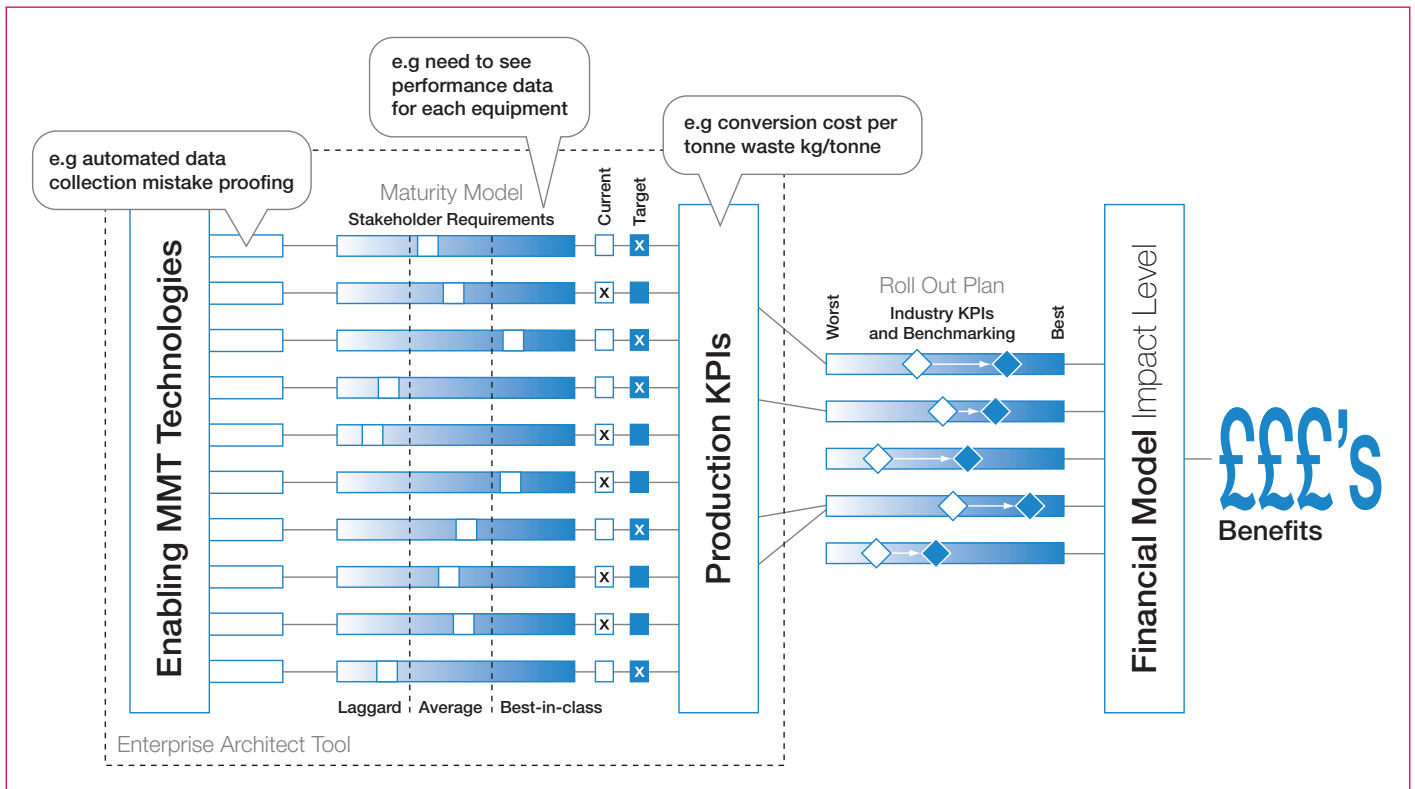 e.g need to see
performance data
for each equipment
e.g conversion cost per
tonne waste kg/tonne
e.g automated data
collection mistake proofing
Maturity Model
Stakeholder Requirements
Current
Target
Enabling MMT Technologies
X
X
X
X
X
X
X
X
X
X
Laggard
Average
Best-in-class
Enterprise Architect Tool
Production KPIs
Roll Out Plan
Industry KPIs
and Benchmarking
Worst
Best
Financial Model Impact Level
£££'s
Benefits